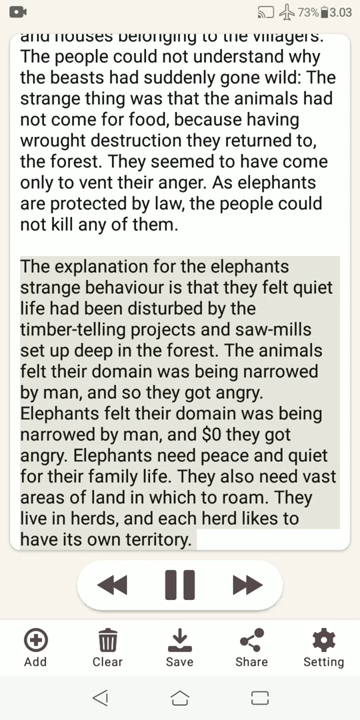 73% 3.03
and houses belonging to the villagers.
The people could not understand why
the beasts had suddenly gone wild: The
strange thing was that the animals had
not come for food, because having
wrought destruction they returned to,
the forest. They seemed to have come
only to vent their anger. As elephants
are protected by law, the people could
not kill any of them.
The explanation for the elephants
strange behaviour is that they felt quiet
life had been disturbed by the
timber-telling projects and saw-mills
set up deep in the forest. The animals
felt their domain was being narrowed
by man, and so they got angry.
Elephants felt their domain was being
narrowed by man, and $0 they got
angry. Elephants need peace and quiet
for their family life. They also need vast
areas of land in which to roam. They
live in herds, and each herd likes to
have its own territory.
Add Clear Save Share Setting